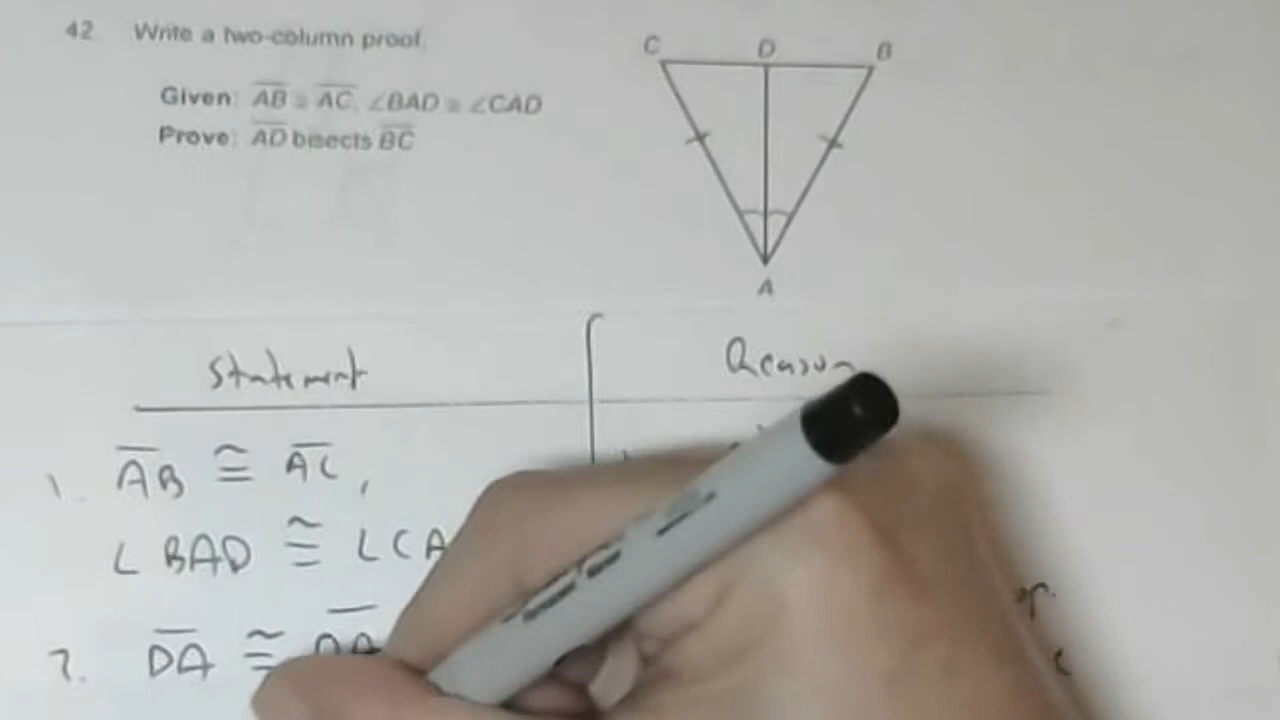 42 Write a two-column proof.
Given: AB ≅ AC, ∠BAD ≅ ∠CAD
Prove: AD bisects BC
C D B
A
Statement Reason
1. AB ≅ AC,
∠BAD ≅ ∠CA
2. DA ≅ DA